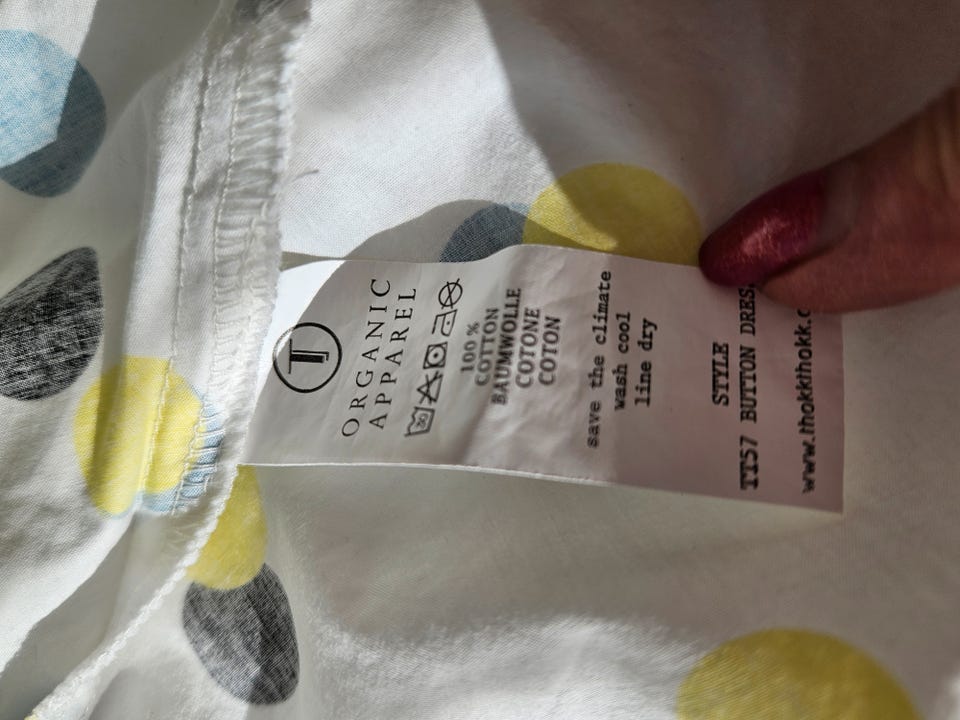 ORGANIC
APPAREL
30
100 %
COTTON
BAUMWOLLE
COTONE
COTON
save the climate
wash cool
line dry
STYLE
TT57 BUTTON DRES
www.thokkthokk.c